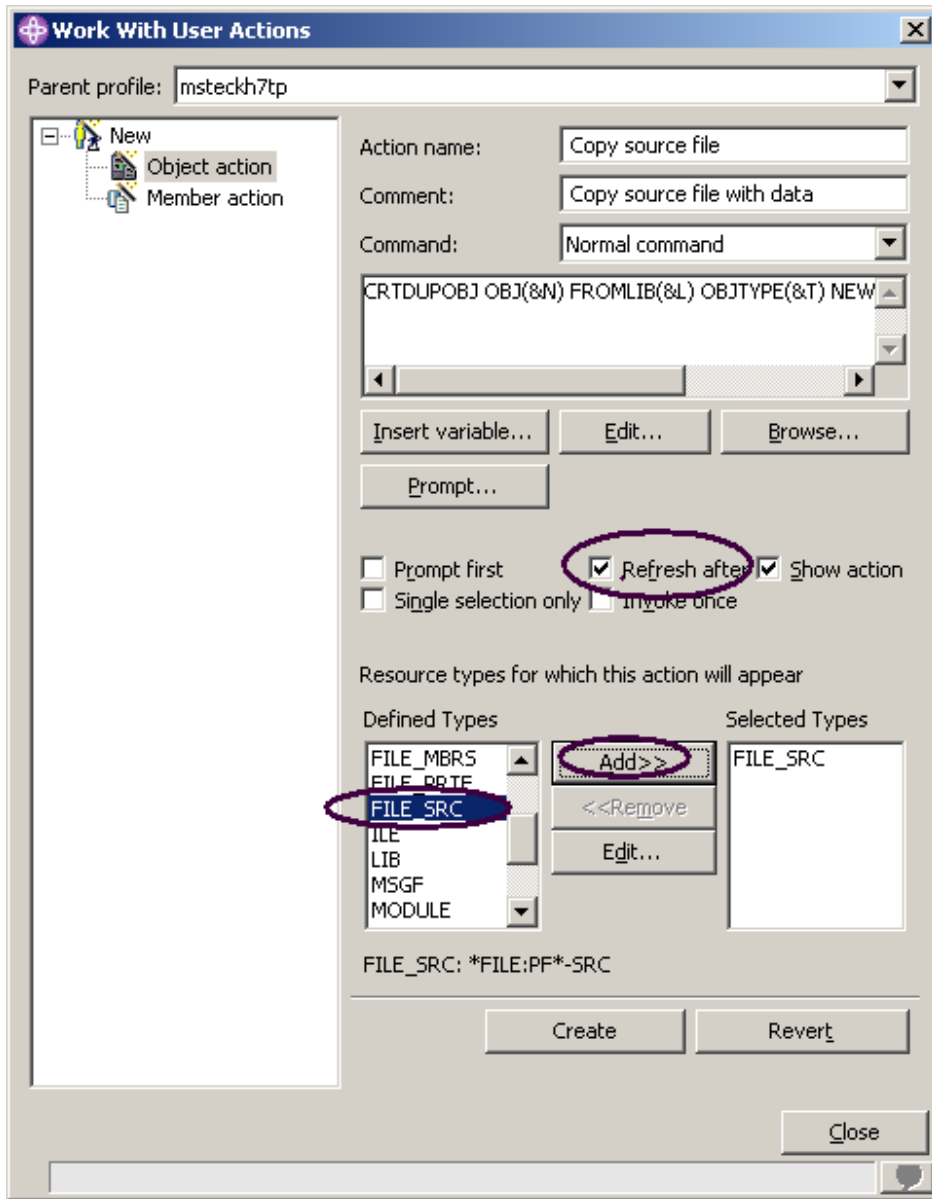 Work With User Actions
Parent profile: msteckh7tp
New
Object action
Member action
Action name: Copy source file
Comment: Copy source file with data
Command: Normal command
CRTDUPOBJ OBJ(&N) FROMLIB(&L) OBJTYPE(&T) NEW
Insert variable... Edit... Browse...
Prompt...
Prompt first Refresh after Show action
Single selection only Invoke once
Resource types for which this action will appear
Defined Types Selected Types
FILE_MBRS Add>> FILE_SRC
FILE_PRTF
FILE_SRC <<Remove
ILE
LIB Edit...
MSGF
MODULE
FILE_SRC: *FILE:PF*-SRC
Create Revert
Close